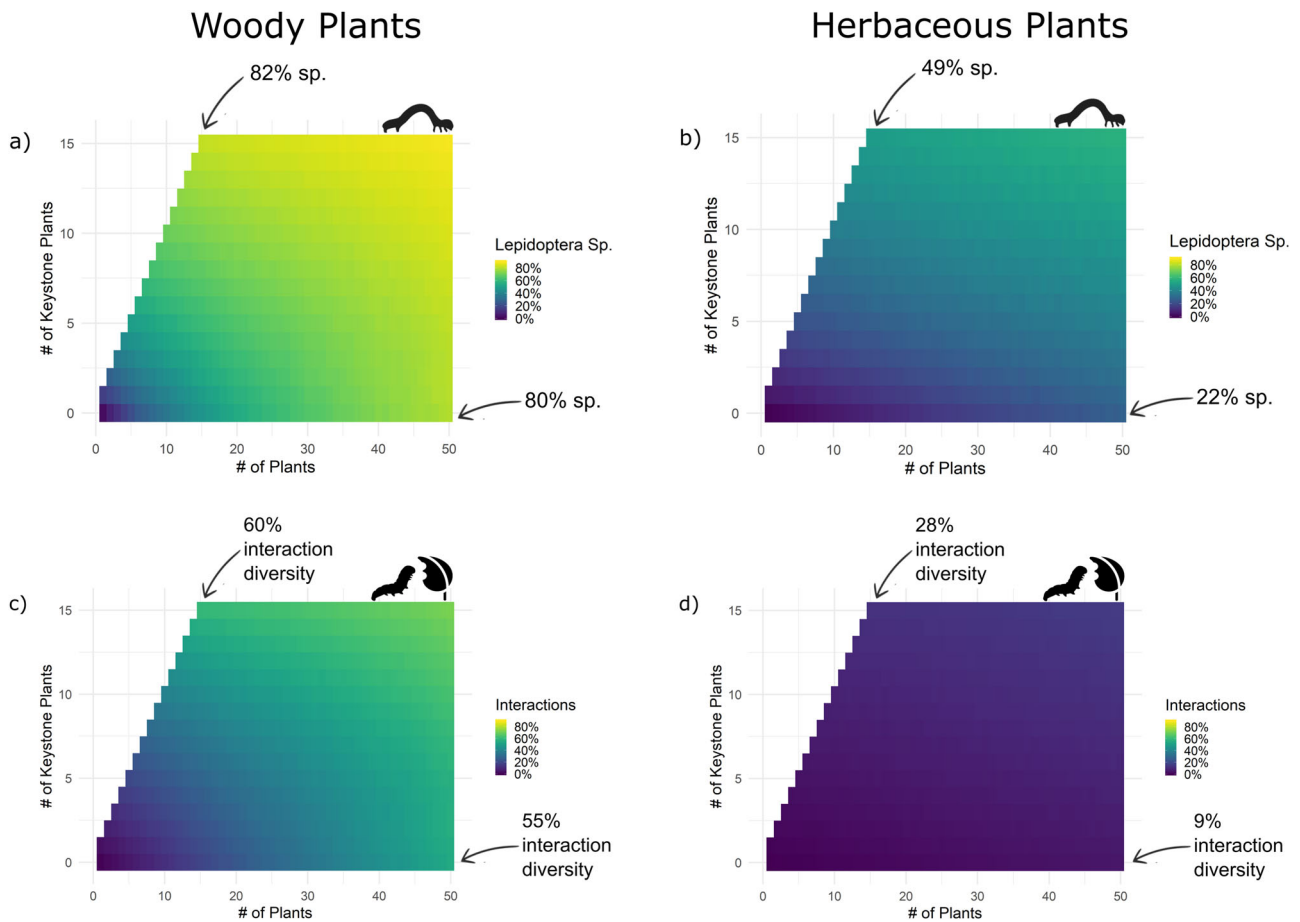 Woody Plants
Herbaceous Plants
a)
82% sp.
15
10
5
0
# of Keystone Plants
0
10
20
30
40
50
# of Plants
Lepidoptera Sp.
80%
60%
40%
20%
0%
80% sp.
b)
49% sp.
15
10
5
0
# of Keystone Plants
0
10
20
30
40
50
# of Plants
Lepidoptera Sp.
80%
60%
40%
20%
0%
22% sp.
c)
60%
interaction
diversity
15
10
5
0
# of Keystone Plants
0
10
20
30
40
50
# of Plants
Interactions
80%
60%
40%
20%
0%
55%
interaction
diversity
d)
28%
interaction
diversity
15
10
5
0
# of Keystone Plants
0
10
20
30
40
50
# of Plants
Interactions
80%
60%
40%
20%
0%
9%
interaction
diversity